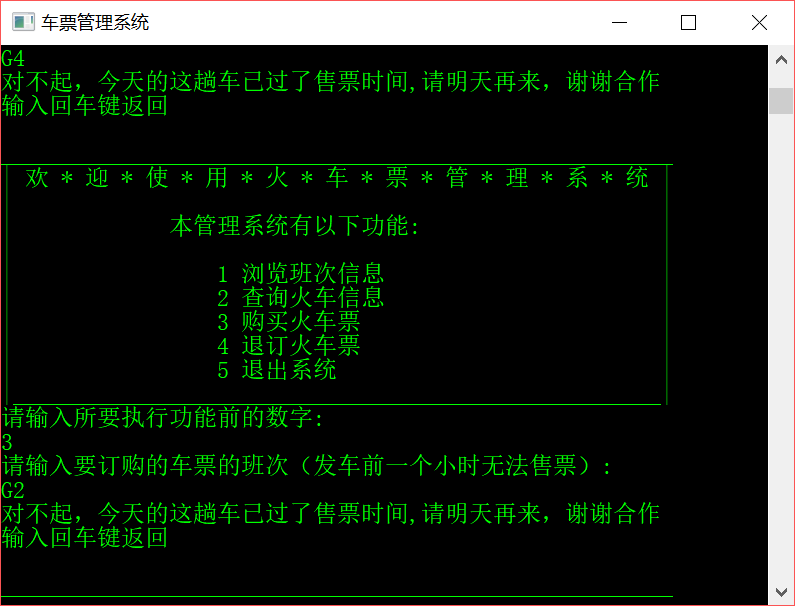 车票管理系统
G4
对不起，今天的这趟车已过了售票时间,请明天再来，谢谢合作
输入回车键返回
欢 * 迎 * 使 * 用 * 火 * 车 * 票 * 管 * 理 * 系 * 统
本管理系统有以下功能:
1 浏览班次信息
2 查询火车信息
3 购买火车票
4 退订火车票
5 退出系统
请输入所要执行功能前的数字:
3
请输入要订购的车票的班次（发车前一个小时无法售票）:
G2
对不起，今天的这趟车已过了售票时间,请明天再来，谢谢合作
输入回车键返回